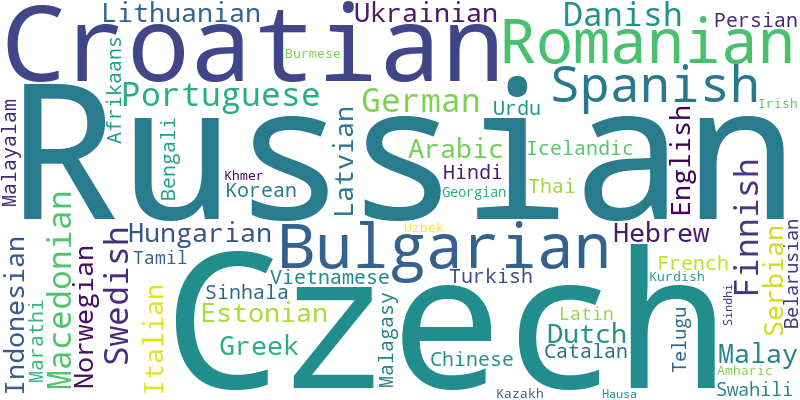 Lithuanian
Ukrainian
Danish
Persian
Croatian
Romanian
Burmese
Afrikaans
Portuguese
German
Spanish
Urdu
Irish
Malayalam
Russian
Bengali
Latvian
Arabic
Icelandic
English
Khmer
Korean
Hindi
Georgian
Thai
Hungarian
Bulgarian
Uzbek
Hebrew
Finnish
Macedonian
Norwegian
Swedish
Indonesian
Marathi
Tamil
Czech
Vietnamese
Turkish
French
Kurdish
Sindhi
Serbian
Belarusian
Sinhala
Italian
Estonian
Malagasy
Latin
Dutch
Telugu
Greek
Chinese
Catalan
Malay
Amharic
Swahili
Kazakh
Hausa